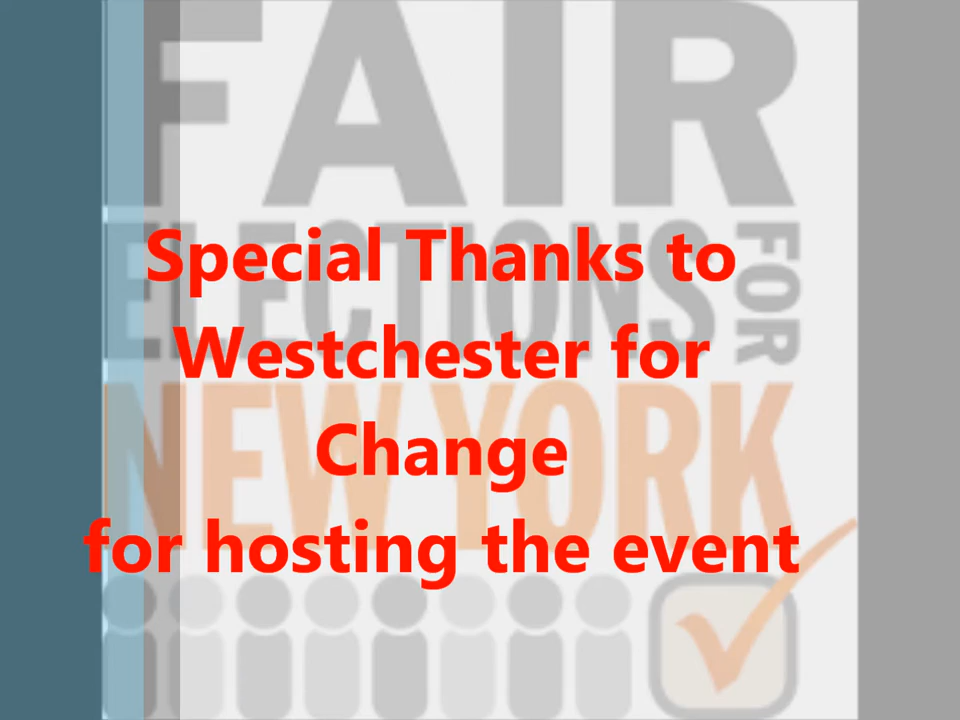 FAIR
ELECTIONS FOR
NEW YORK
Special Thanks to
Westchester for
Change
for hosting the event